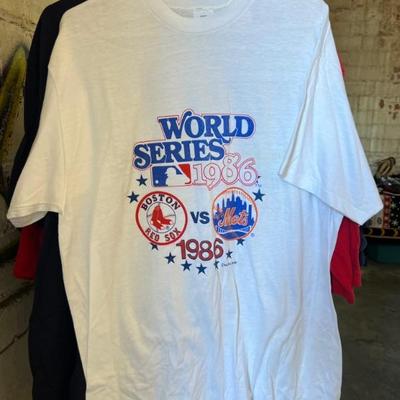 WORLD
SERIES
1986
BOSTON
RED SOX
VS
Mets
1986